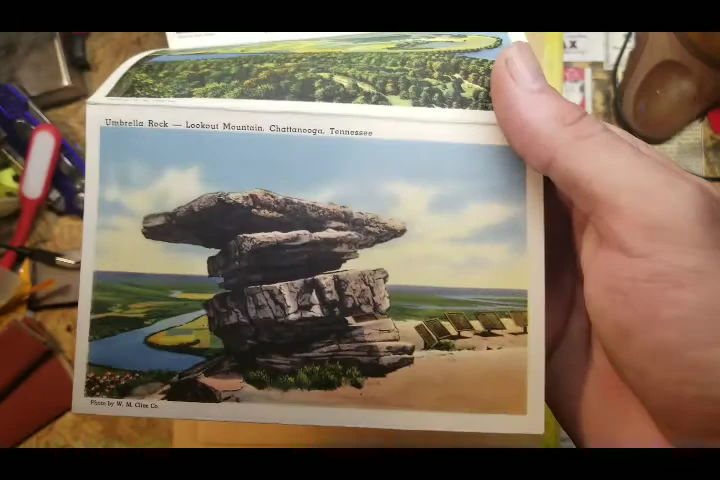 Umbrella Rock — Lookout Mountain, Chattanooga, Tennessee
Photo by W. M. Cline Co.